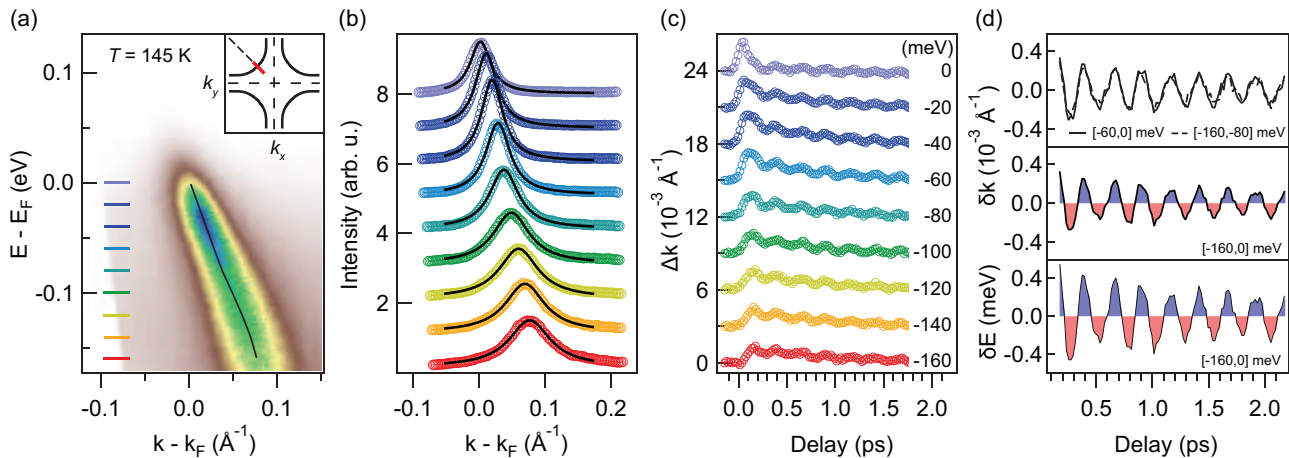 (a)
T = 145 K
k_y
k_x
E - E_F (eV)
0.1
0.0
-0.1
-0.1 0.0 0.1
k - k_F (Å⁻¹)
(b)
Intensity (arb. u.)
8
6
4
2
-0.1 0.0 0.1 0.2
k - k_F (Å⁻¹)
(c)
Δk (10⁻³ Å⁻¹)
24
18
12
6
0
(meV)
0
-20
-40
-60
-80
-100
-120
-140
-160
0.0 0.5 1.0 1.5 2.0
Delay (ps)
(d)
δk (10⁻³ Å⁻¹)
0.4
0.0
-0.4
[-60,0] meV [-160,-80] meV
0.4
0.0
-0.4
[-160,0] meV
δE (meV)
0.4
0.0
-0.4
[-160,0] meV
0.5 1.0 1.5 2.0
Delay (ps)